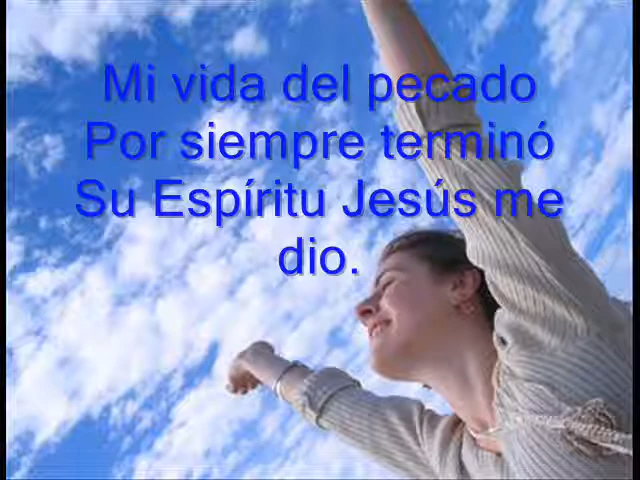 Mi vida del pecado
Por siempre terminó
Su Espíritu Jesús me
dio.